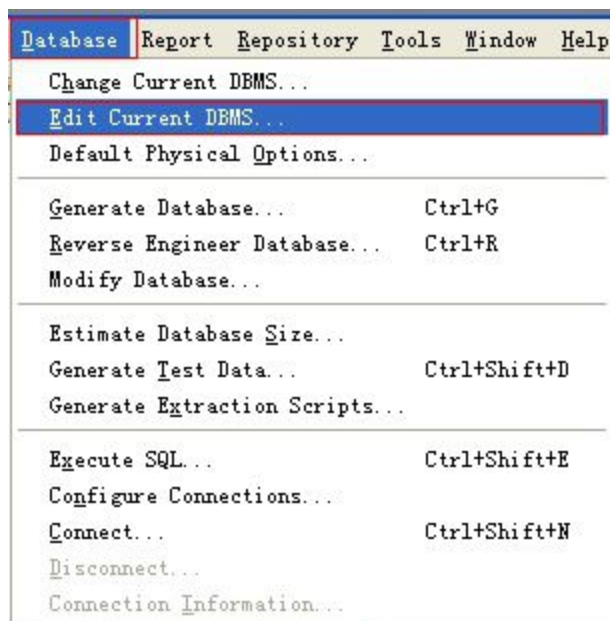 Database Report Repository Tools Window Help
Change Current DBMS...
Edit Current DBMS...
Default Physical Options...
Generate Database... Ctrl+G
Reverse Engineer Database... Ctrl+R
Modify Database...
Estimate Database Size...
Generate Test Data... Ctrl+Shift+D
Generate Extraction Scripts...
Execute SQL... Ctrl+Shift+E
Configure Connections...
Connect... Ctrl+Shift+N
Disconnect...
Connection Information...